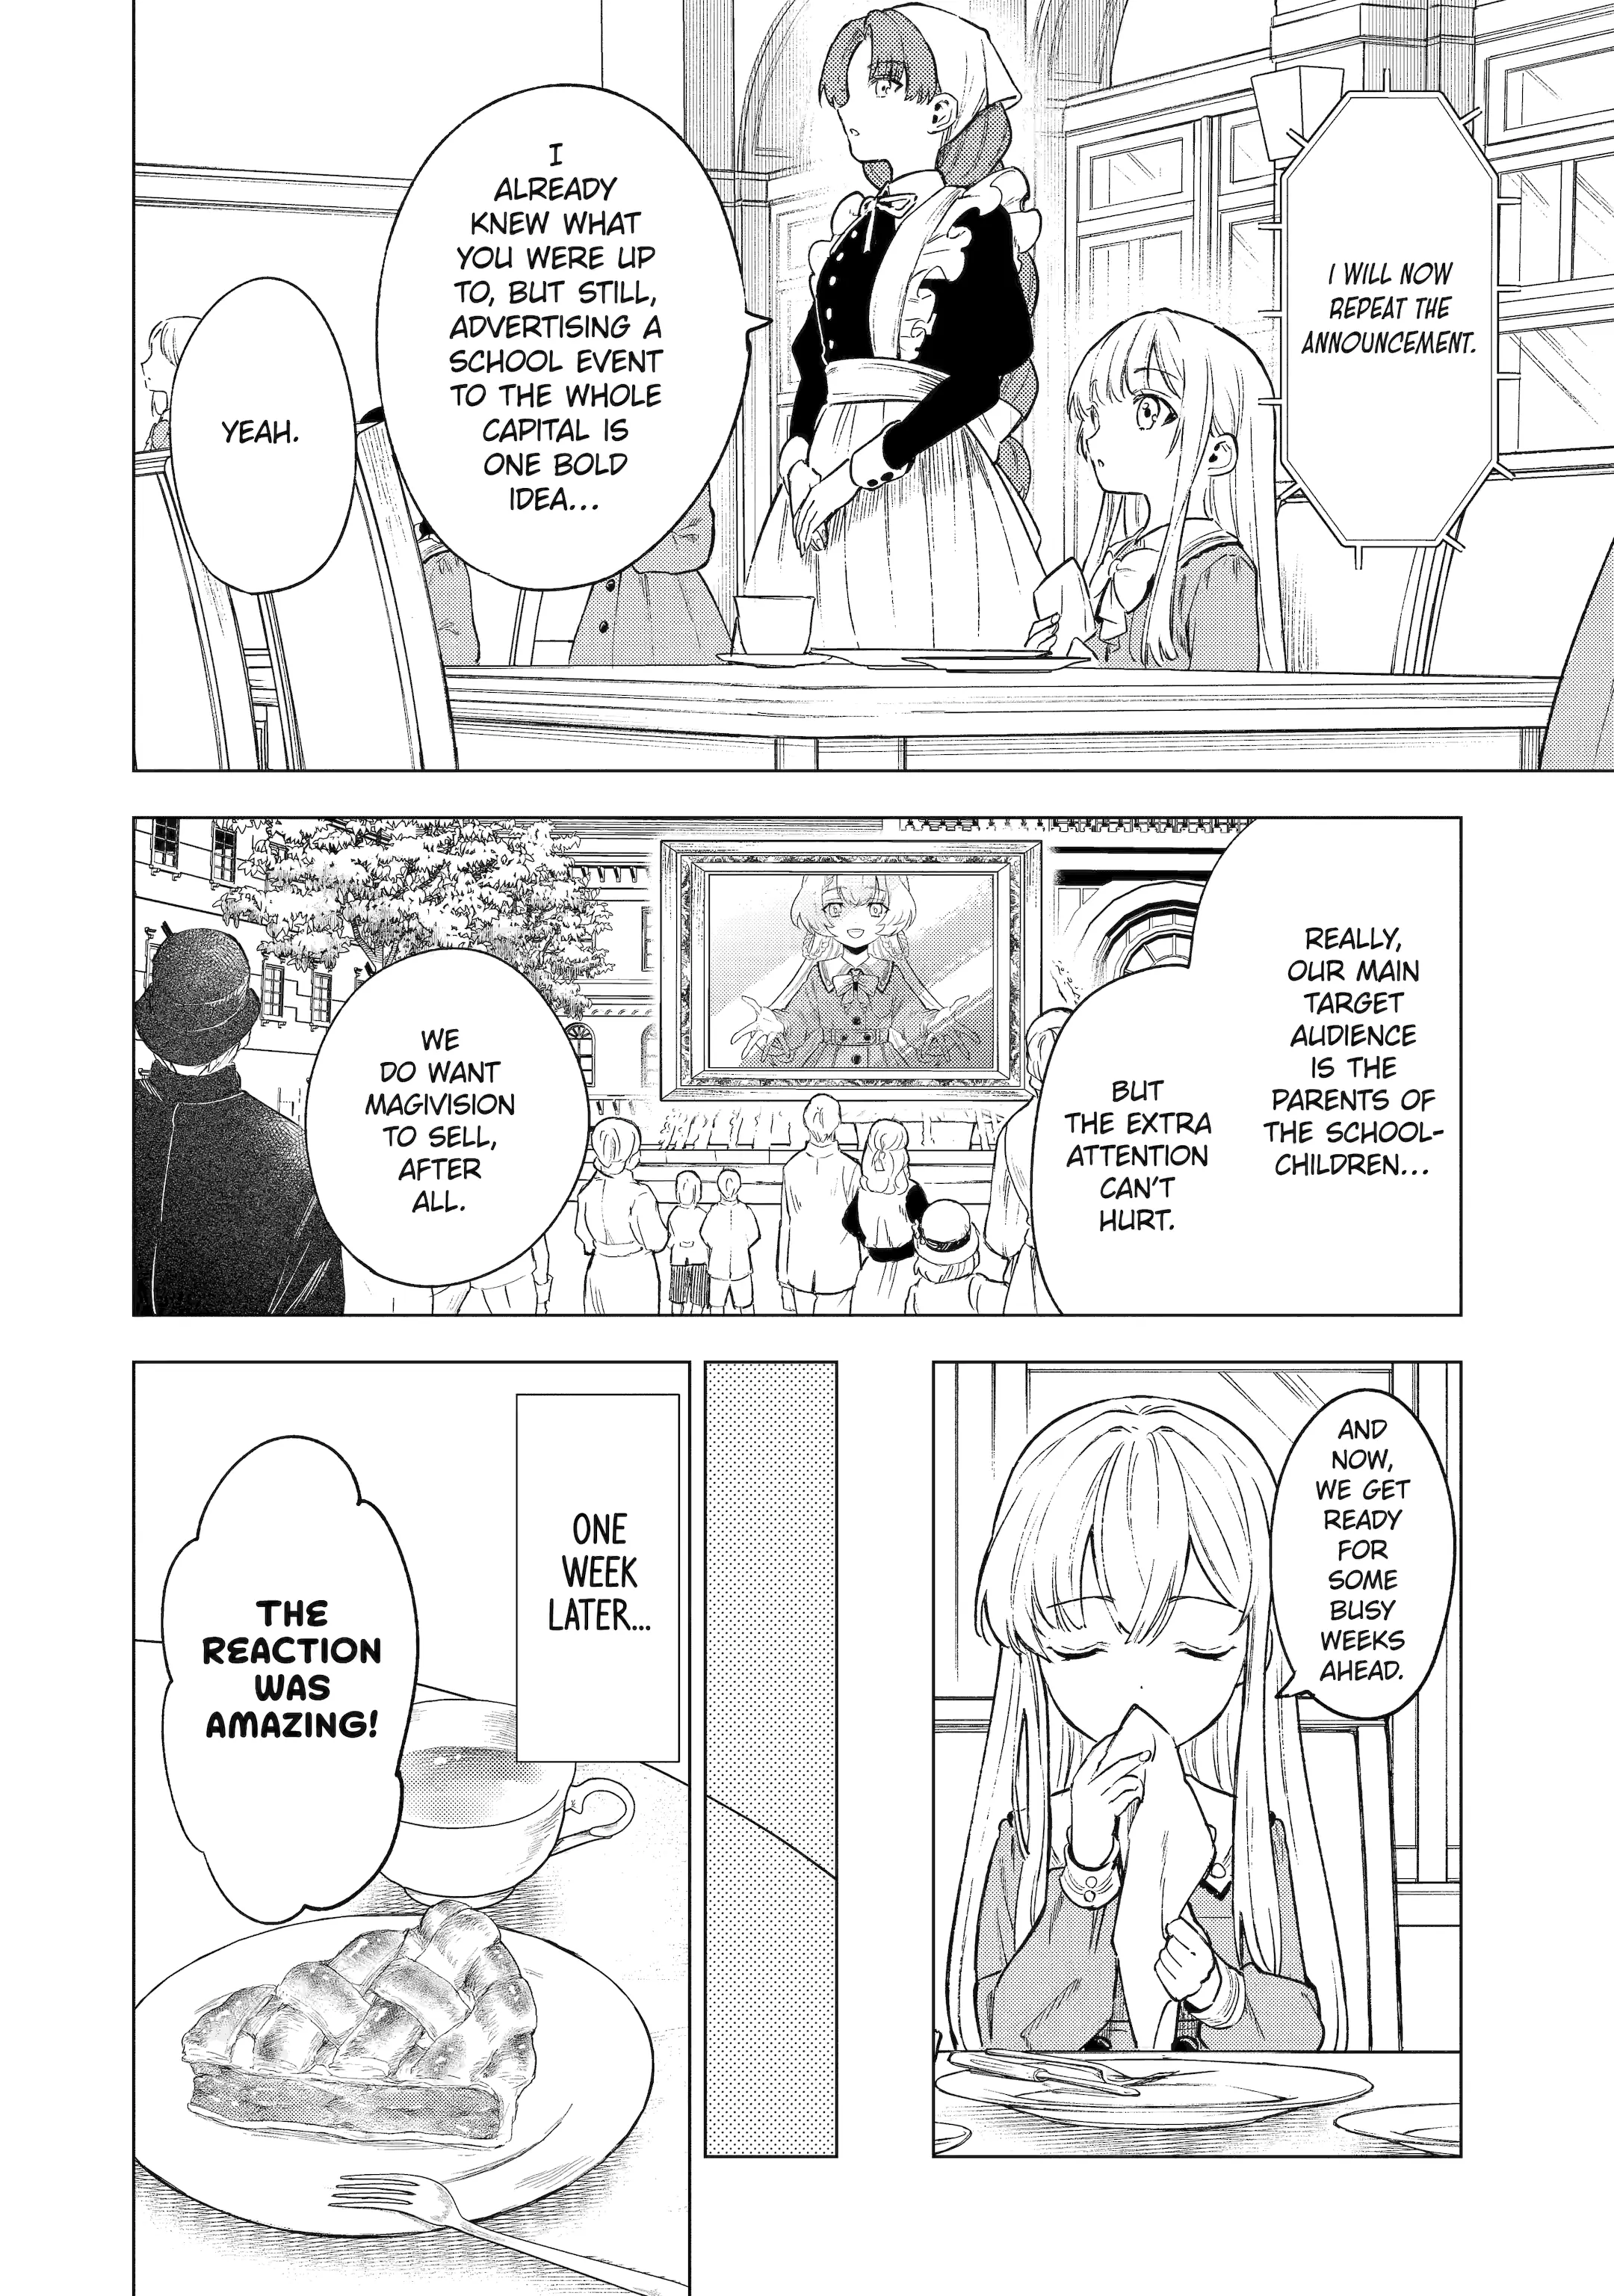 I WILL NOW
REPEAT THE
ANNOUNCEMENT.
I
ALREADY
KNEW WHAT
YOU WERE UP
TO, BUT STILL,
ADVERTISING A
SCHOOL EVENT
TO THE WHOLE
CAPITAL IS
ONE BOLD
IDEA...
YEAH.
REALLY,
OUR MAIN
TARGET
AUDIENCE
IS THE
PARENTS OF
THE SCHOOL-
CHILDREN...
BUT
THE EXTRA
ATTENTION
CAN'T
HURT.
WE
DO WANT
MAGIVISION
TO SELL,
AFTER
ALL.
AND
NOW,
WE GET
READY
FOR
SOME
BUSY
WEEKS
AHEAD.
ONE
WEEK
LATER...
THE
REACTION
WAS
AMAZING!